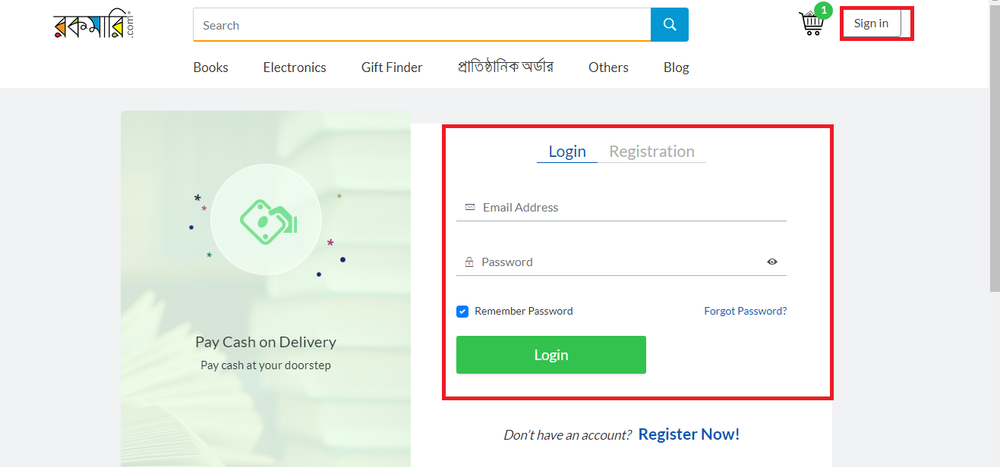 রকমারি.com
Search
1
Sign in
Books Electronics Gift Finder প্রাতিষ্ঠানিক অর্ডার Others Blog
Login Registration
Email Address
Password
Remember Password Forgot Password?
Login
Pay Cash on Delivery
Pay cash at your doorstep
Don't have an account? Register Now!